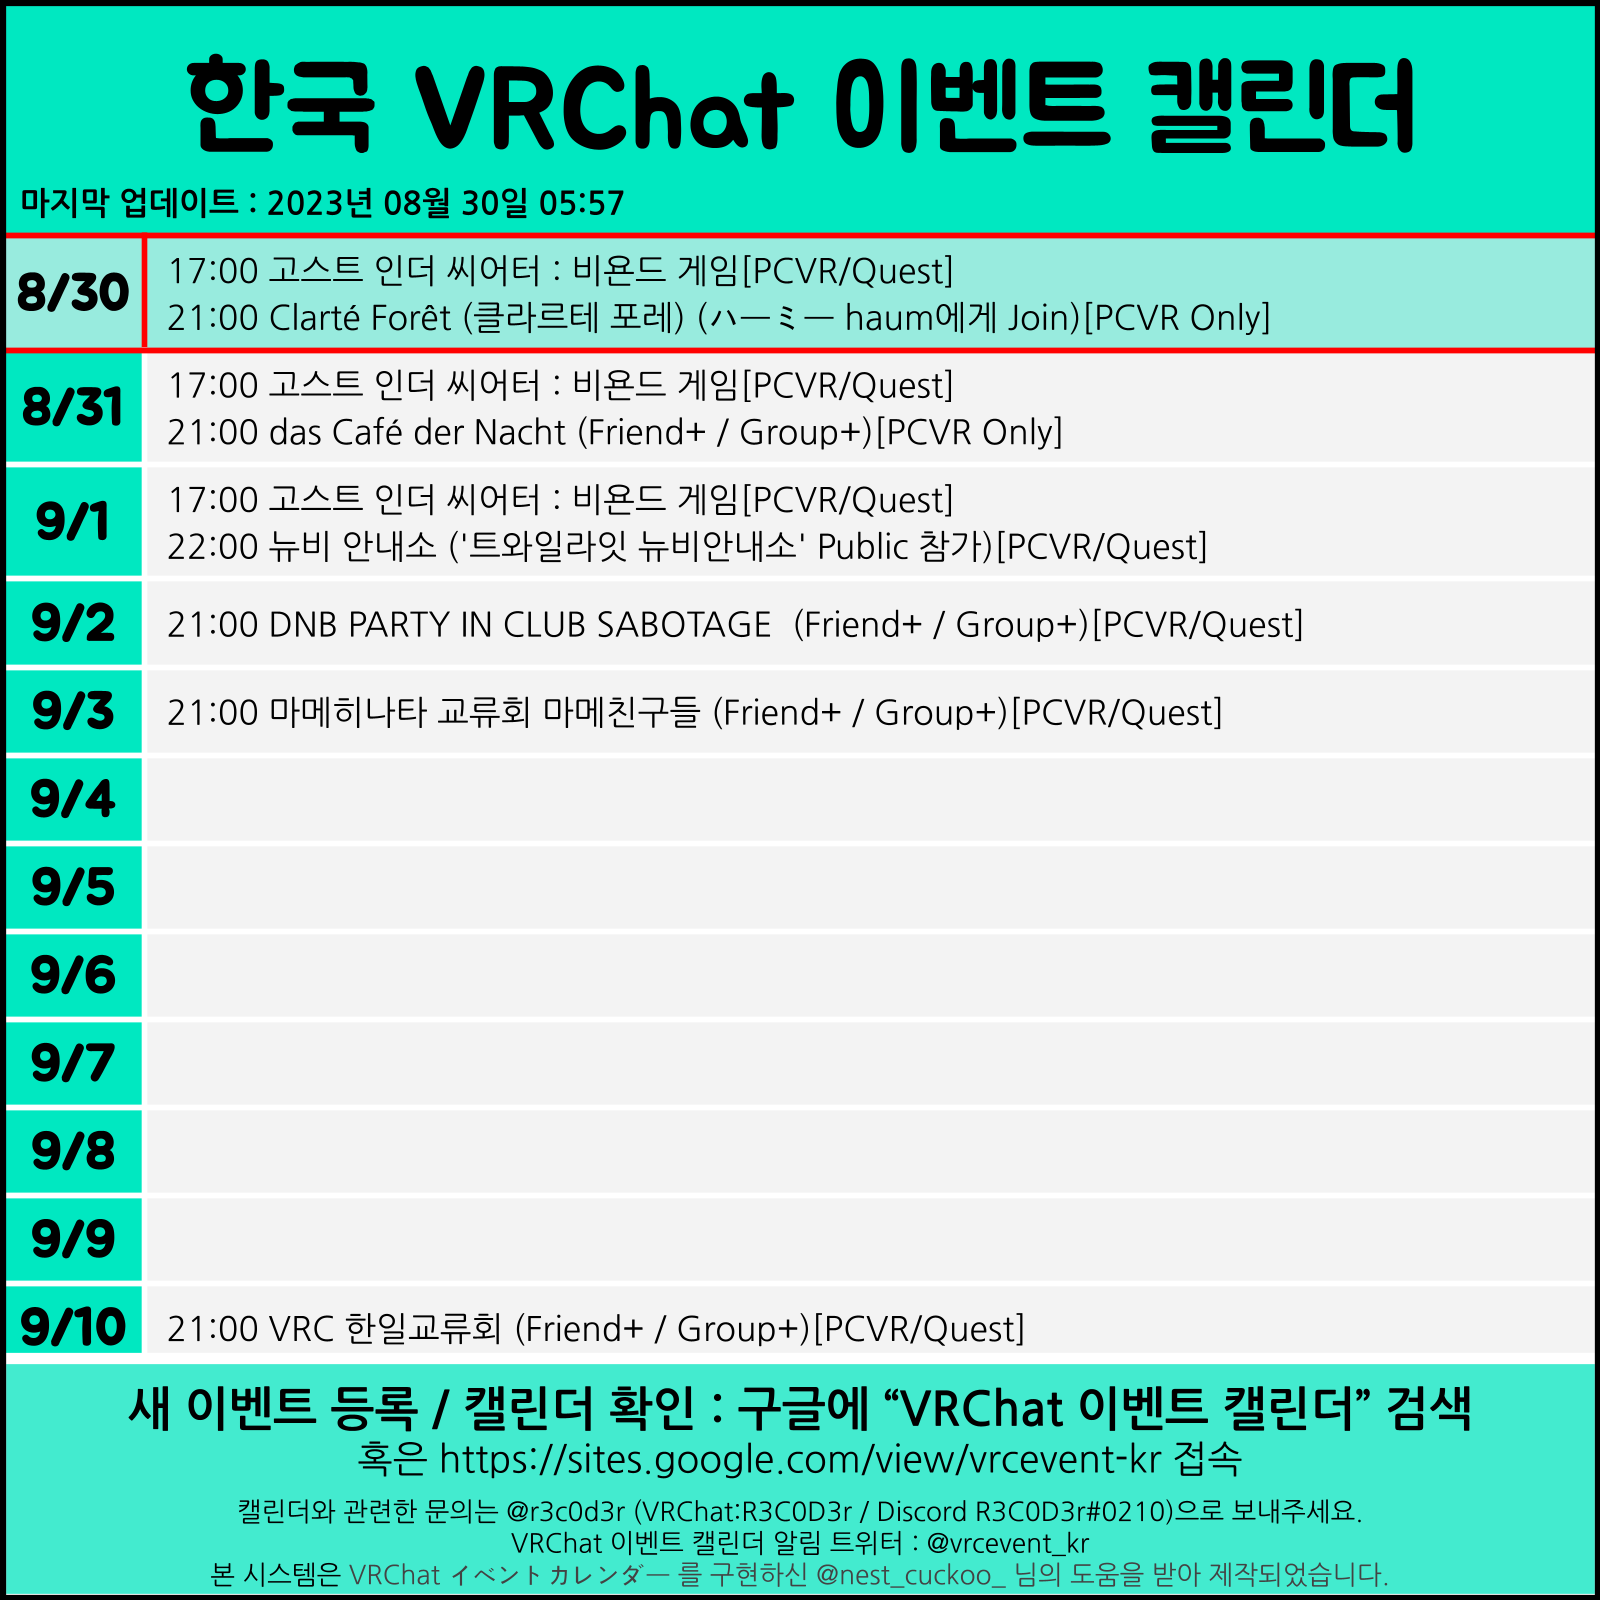 한국 VRChat 이벤트 캘린더
마지막 업데이트 : 2023년 08월 30일 05:57
8/30
17:00 고스트 인더 씨어터 : 비욘드 게임[PCVR/Quest]
21:00 Clarté Forêt (클라르테 포레) (ハーミー haum에게 Join)[PCVR Only]
8/31
17:00 고스트 인더 씨어터 : 비욘드 게임[PCVR/Quest]
21:00 das Café der Nacht (Friend+ / Group+)[PCVR Only]
9/1
17:00 고스트 인더 씨어터 : 비욘드 게임[PCVR/Quest]
22:00 뉴비 안내소 ('트와일라잇 뉴비안내소' Public 참가)[PCVR/Quest]
9/2
21:00 DNB PARTY IN CLUB SABOTAGE  (Friend+ / Group+)[PCVR/Quest]
9/3
21:00 마메히나타 교류회 마메친구들 (Friend+ / Group+)[PCVR/Quest]
9/4
9/5
9/6
9/7
9/8
9/9
9/10
21:00 VRC 한일교류회 (Friend+ / Group+)[PCVR/Quest]
새 이벤트 등록 / 캘린더 확인 : 구글에 “VRChat 이벤트 캘린더” 검색
혹은 https://sites.google.com/view/vrcevent-kr 접속
캘린더와 관련한 문의는 @r3c0d3r (VRChat:R3C0D3r / Discord R3C0D3r#0210)으로 보내주세요.
VRChat 이벤트 캘린더 알림 트위터 : @vrcevent_kr
본 시스템은 VRChat イベントカレンダー 를 구현하신 @nest_cuckoo_ 님의 도움을 받아 제작되었습니다.